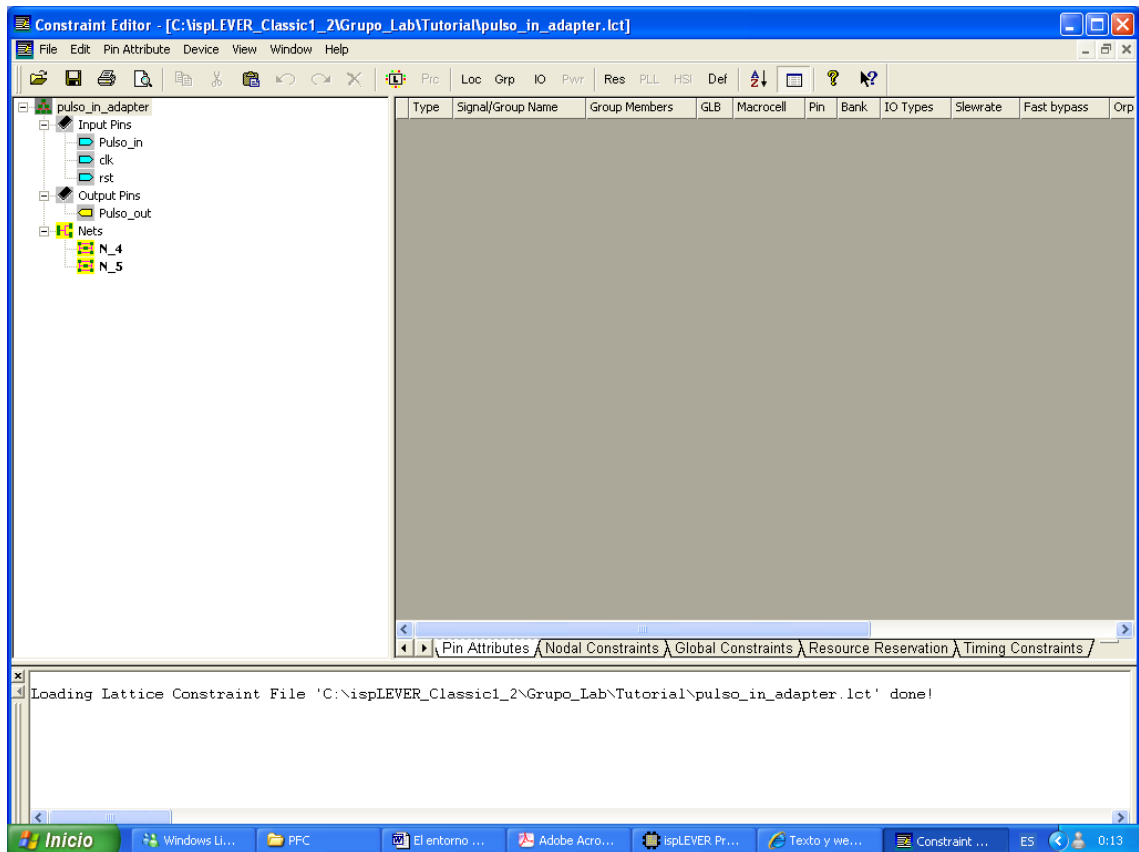 Constraint Editor - [C:\ispLEVER_Classic1_2\Grupo_Lab\Tutorial\pulso_in_adapter.lct]
File Edit Pin Attribute Device View Window Help
Prc Loc Grp IO Pwr Res PLL HSI Def
pulso_in_adapter
Input Pins
Pulso_in
clk
rst
Output Pins
Pulso_out
Nets
N_4
N_5
Type Signal/Group Name Group Members GLB Macrocell Pin Bank IO Types Slewrate Fast bypass Orp
Pin Attributes Nodal Constraints Global Constraints Resource Reservation Timing Constraints
Loading Lattice Constraint File 'C:\ispLEVER_Classic1_2\Grupo_Lab\Tutorial\pulso_in_adapter.lct' done!
Inicio Windows Li... PFC El entorno ... Adobe Acro... ispLEVER Pr... Texto y we... Constraint ... ES 0:13